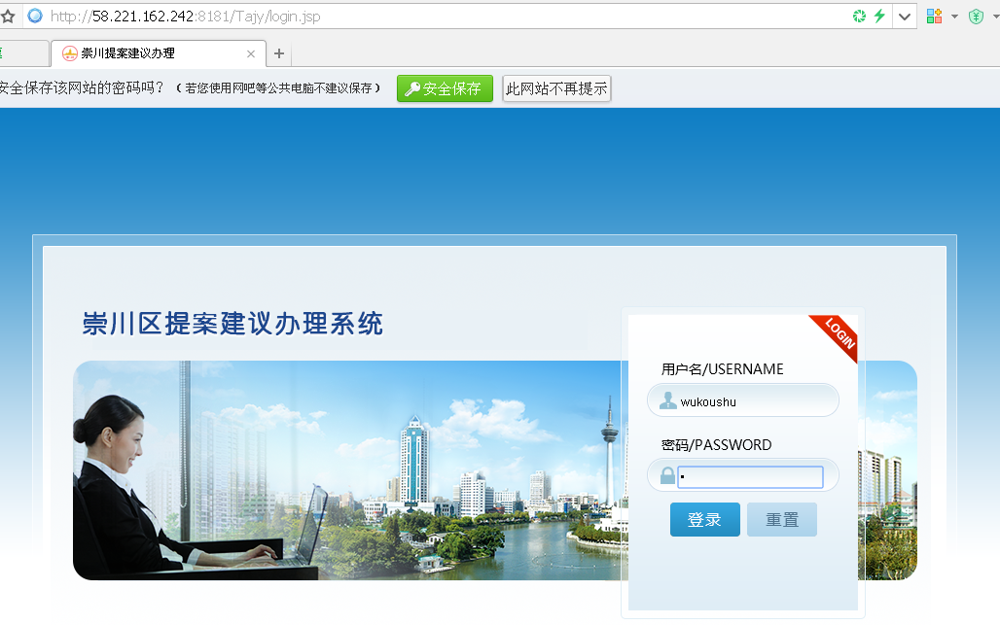 http://58.221.162.242:8181/Tajy/login.jsp
崇川提案建议办理
安全保存该网站的密码吗？（若您使用网吧等公共电脑不建议保存） 安全保存 此网站不再提示
崇川区提案建议办理系统
LOGIN
用户名/USERNAME
wukoushu
密码/PASSWORD
登录 重置